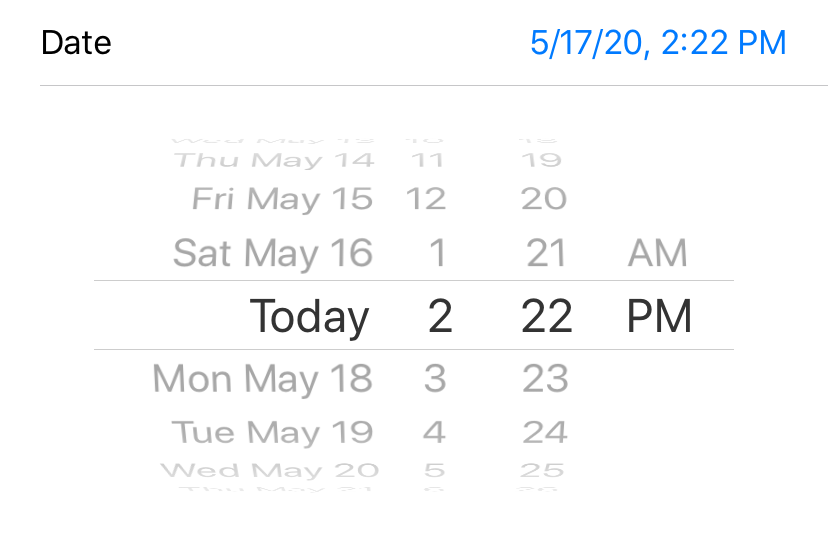 Date 5/17/20, 2:22 PM
Thu May 14 11 19
Fri May 15 12 20
Sat May 16 1 21 AM
Today 2 22 PM
Mon May 18 3 23
Tue May 19 4 24
Wed May 20 5 25